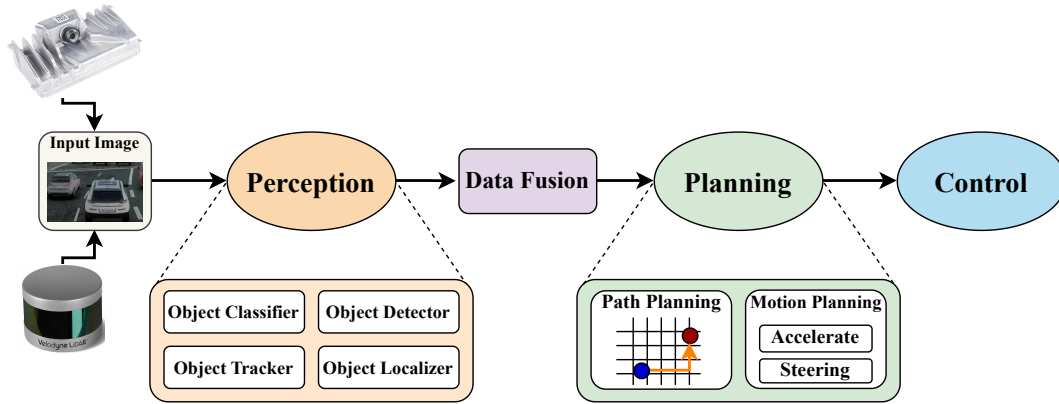 Input Image
Perception
Data Fusion
Planning
Control
Velodyne LiDAR
Object Classifier
Object Detector
Object Tracker
Object Localizer
Path Planning
Motion Planning
Accelerate
Steering